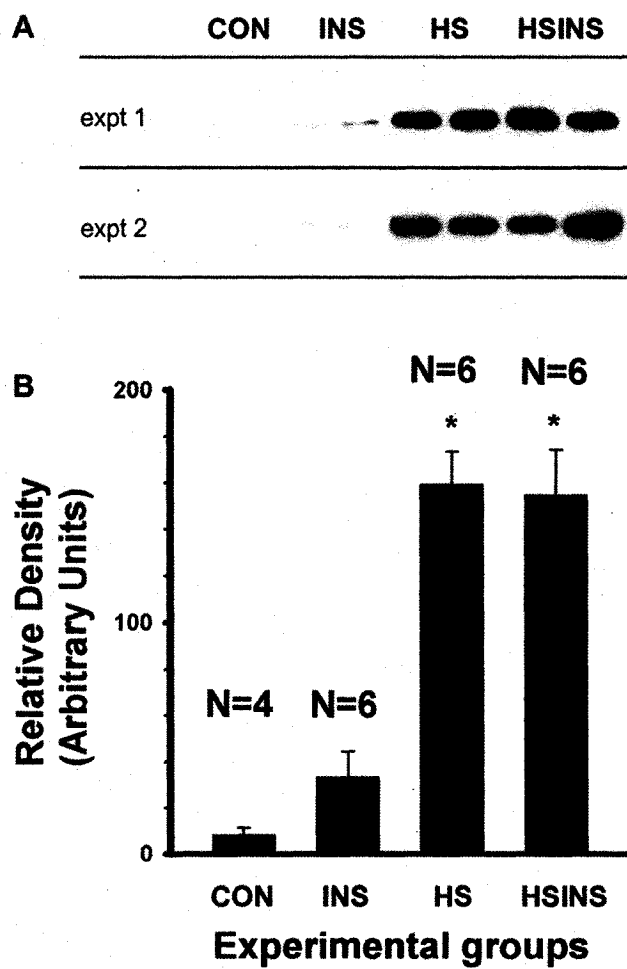 A CON INS HS HSINS
expt 1
expt 2
B
N=6 N=6
* *
200
100
0
N=4 N=6
Relative Density
(Arbitrary Units)
CON INS HS HSINS
Experimental groups